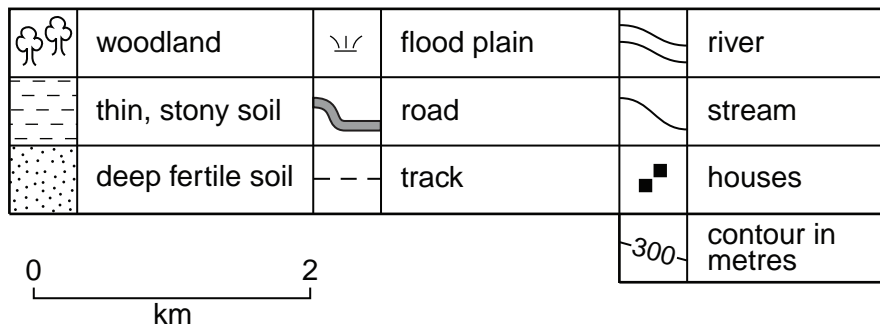 woodland flood plain river
thin, stony soil road stream
deep fertile soil track houses
300 contour in
metres
0 2
km